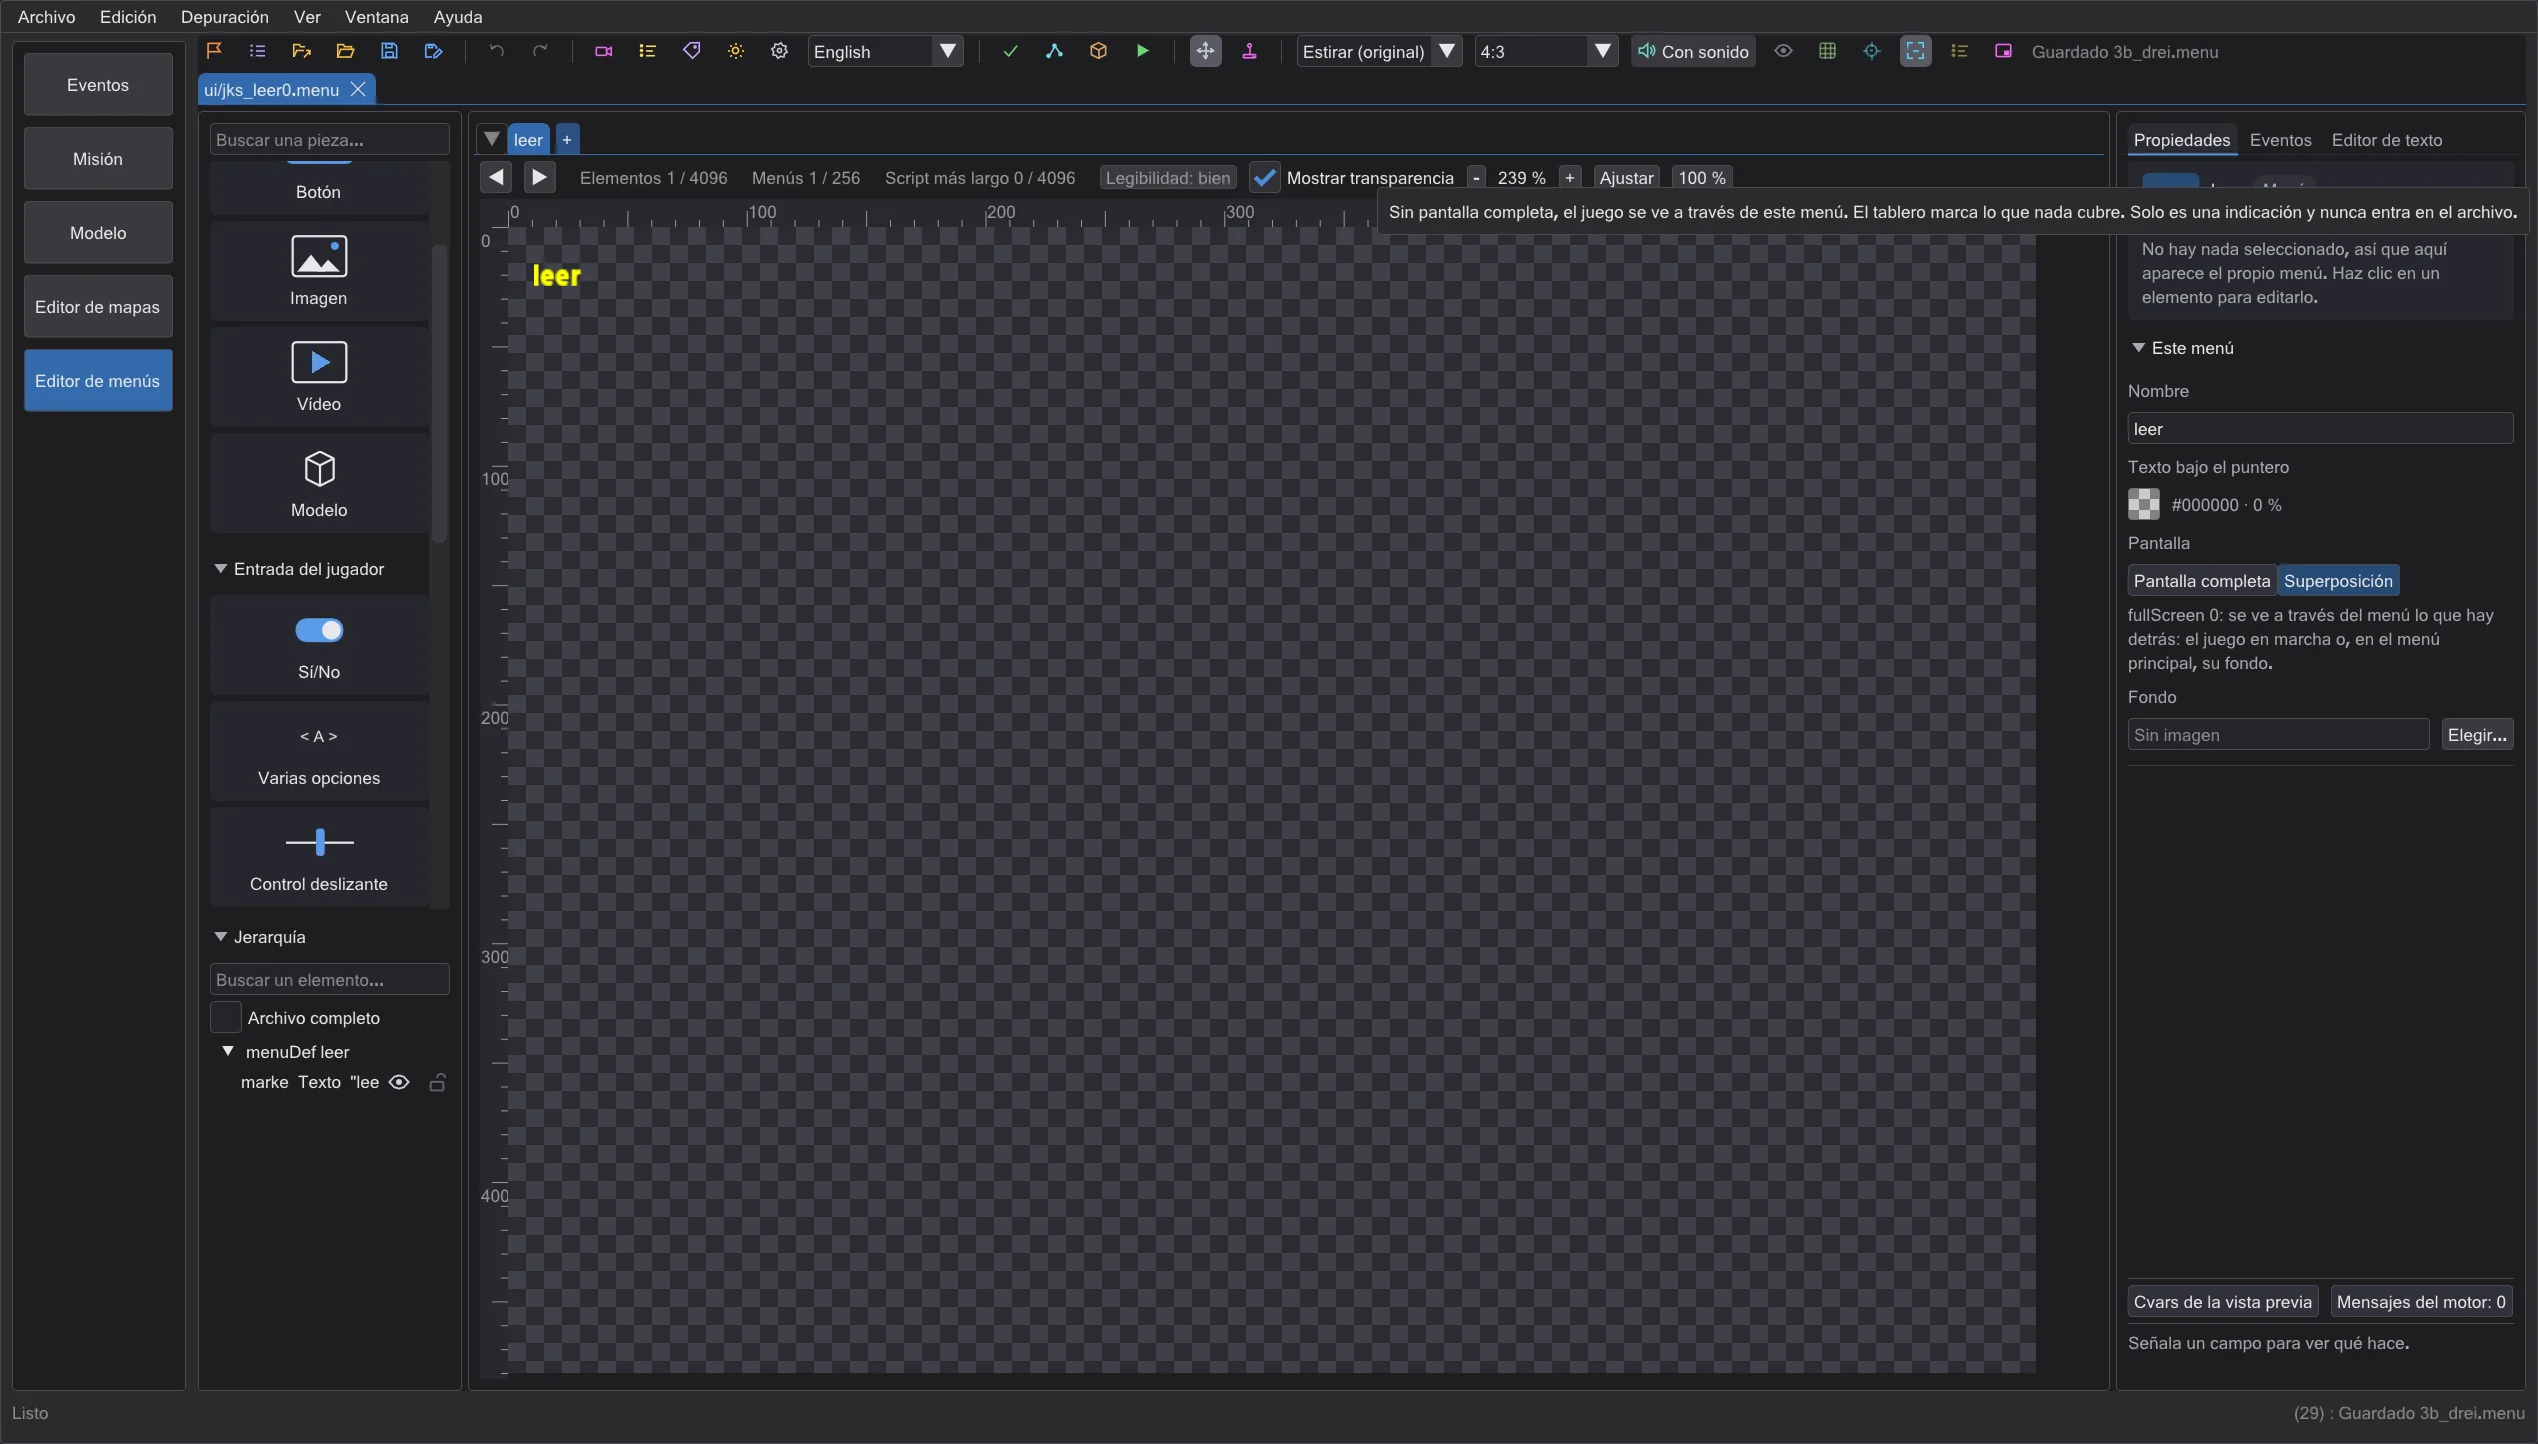 Archivo Edición Depuración Ver Ventana Ayuda
English
Estirar (original)
4:3
Con sonido
Guardado 3b_drei.menu
Eventos
Misión
Modelo
Editor de mapas
Editor de menús
ui/jks_leer0.menu
Buscar una pieza...
Botón
Imagen
Vídeo
Modelo
Entrada del jugador
Sí/No
< A >
Varias opciones
Control deslizante
Jerarquía
Buscar un elemento...
Archivo completo
menuDef leer
marke Texto "lee
leer +
Elementos 1 / 4096 Menús 1 / 256 Script más largo 0 / 4096 Legibilidad: bien Mostrar transparencia - 239 % + Ajustar 100 %
Sin pantalla completa, el juego se ve a través de este menú. El tablero marca lo que nada cubre. Solo es una indicación y nunca entra en el archivo.
0 100 200 300
0
100
200
300
400
leer
Propiedades Eventos Editor de texto
No hay nada seleccionado, así que aquí
aparece el propio menú. Haz clic en un
elemento para editarlo.
Este menú
Nombre
leer
Texto bajo el puntero
#000000 · 0 %
Pantalla
Pantalla completa Superposición
fullScreen 0: se ve a través del menú lo que hay
detrás: el juego en marcha o, en el menú
principal, su fondo.
Fondo
Sin imagen Elegir...
Cvars de la vista previa Mensajes del motor: 0
Señala un campo para ver qué hace.
Listo
(29) : Guardado 3b_drei.menu